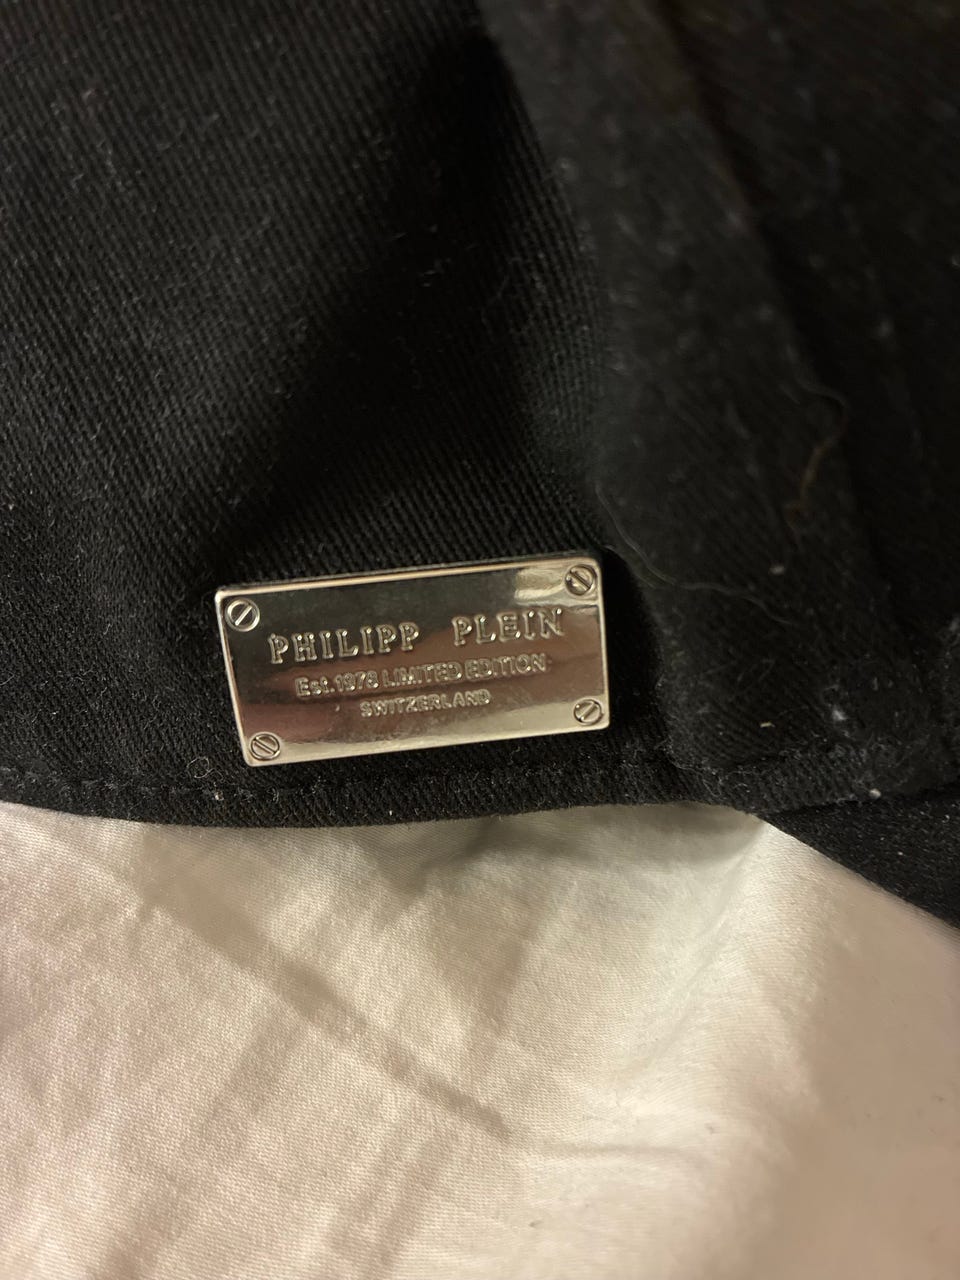 PHILIPP PLEIN
Est.1978 LIMITED EDITION
SWITZERLAND